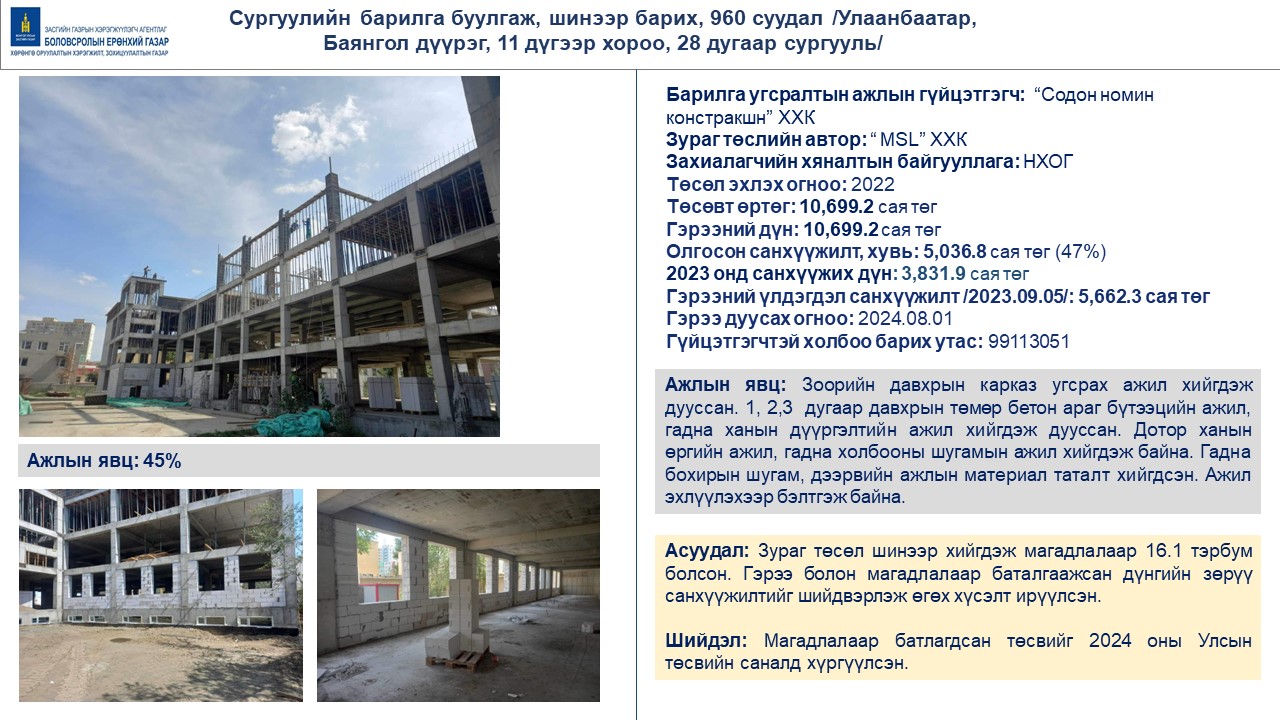 ЗАСГИЙН ГАЗРЫН ХЭРЭГЖҮҮЛЭГЧ АГЕНТЛАГ
БОЛОВСРОЛЫН ЕРӨНХИЙ ГАЗАР
ХӨРӨНГӨ ОРУУЛАЛТЫН ХЭРЭГЖИЛТ, ЗОХИЦУУЛАЛТЫН ГАЗАР
Сургуулийн барилга буулгаж, шинээр барих, 960 суудал /Улаанбаатар,
Баянгол дүүрэг, 11 дүгээр хороо, 28 дугаар сургууль/
Барилга угсралтын ажлын гүйцэтгэгч: “Содон номин
констракшн” ХХК
Зураг төслийн автор: “ MSL” ХХК
Захиалагчийн хяналтын байгууллага: НХОГ
Төсөл эхлэх огноо: 2022
Төсөвт өртөг: 10,699.2 сая төг
Гэрээний дүн: 10,699.2 сая төг
Олгосон санхүүжилт, хувь: 5,036.8 сая төг (47%)
2023 онд санхүүжих дүн: 3,831.9 сая төг
Гэрээний үлдэгдэл санхүүжилт /2023.09.05/: 5,662.3 сая төг
Гэрээ дуусах огноо: 2024.08.01
Гүйцэтгэгчтэй холбоо барих утас: 99113051
Ажлын явц: Зоорийн давхрын карказ угсрах ажил хийгдэж
дууссан. 1, 2,3 дугаар давхрын төмөр бетон араг бүтээцийн ажил,
гадна ханын дүүргэлтийн ажил хийгдэж дууссан. Дотор ханын
өргийн ажил, гадна холбооны шугамын ажил хийгдэж байна. Гадна
бохирын шугам, дээрвийн ажлын материал таталт хийгдсэн. Ажил
эхлүүлэхээр бэлтгэж байна.
Ажлын явц: 45%
Асуудал: Зураг төсөл шинээр хийгдэж магадлалаар 16.1 тэрбум
болсон. Гэрээ болон магадлалаар баталгаажсан дүнгийн зөрүү
санхүүжилтийг шийдвэрлэж өгөх хүсэлт ирүүлсэн.
Шийдэл: Магадлалаар батлагдсан төсвийг 2024 оны Улсын
төсвийн саналд хүргүүлсэн.